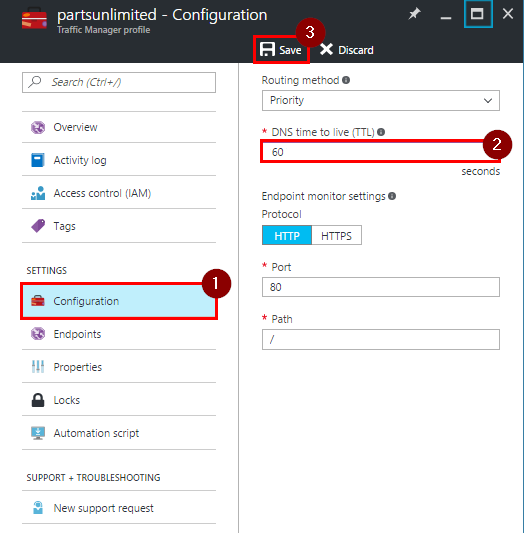 partsunlimited - Configuration
Traffic Manager profile
3
Save
Discard
Search (Ctrl+/)
Overview
Activity log
Access control (IAM)
Tags
SETTINGS
1
Configuration
Endpoints
Properties
Locks
Automation script
SUPPORT + TROUBLESHOOTING
New support request
Routing method
Priority
* DNS time to live (TTL)
2
60
seconds
Endpoint monitor settings
Protocol
HTTP HTTPS
* Port
80
* Path
/